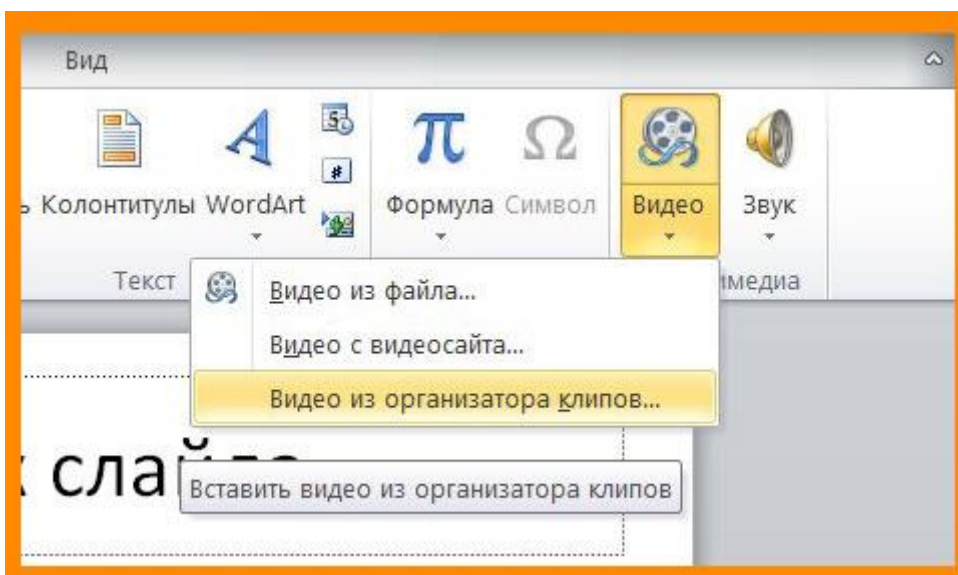 Вид
ь Колонтитулы WordArt Формула Символ Видео Звук
Текст имедиа
Видео из файла...
Видео с видеосайта...
Видео из организатора клипов...
слайда
Вставить видео из организатора клипов